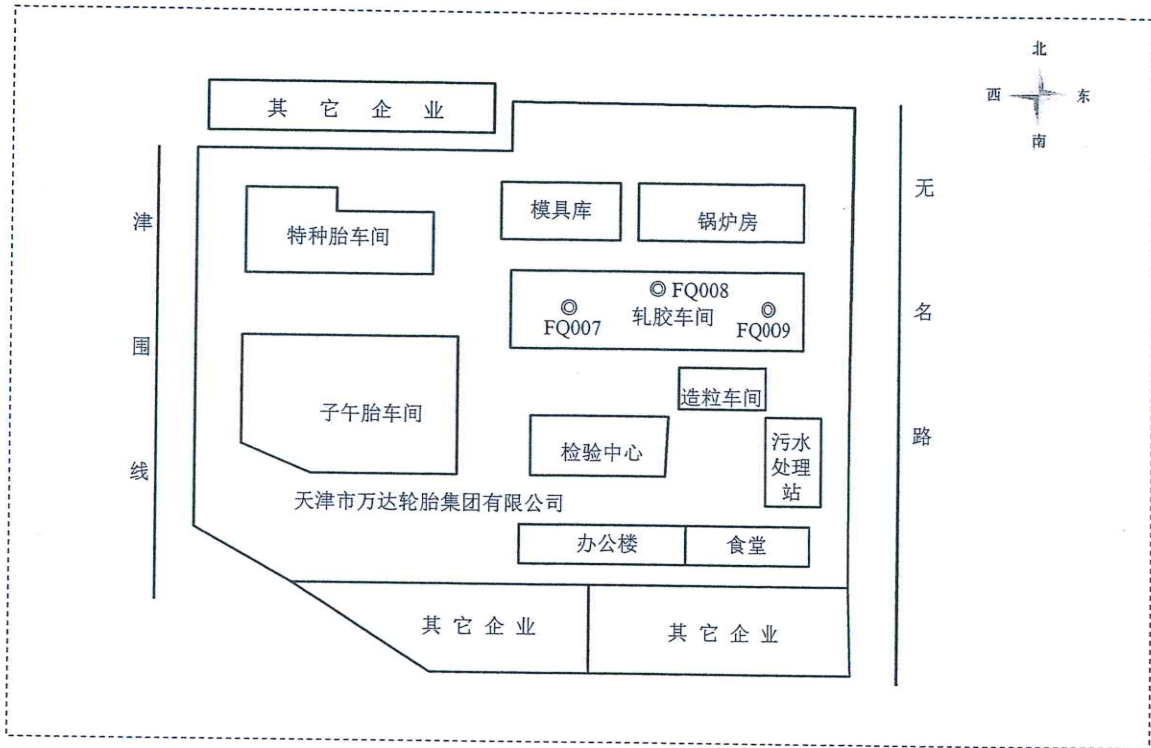 北
西
东
南
其它企业
津围线
无名路
特种胎车间
模具库
锅炉房
FQ008
FQ007
轧胶车间
FQ009
子午胎车间
造粒车间
检验中心
污水
处理
站
天津市万达轮胎集团有限公司
办公楼
食堂
其它企业
其它企业